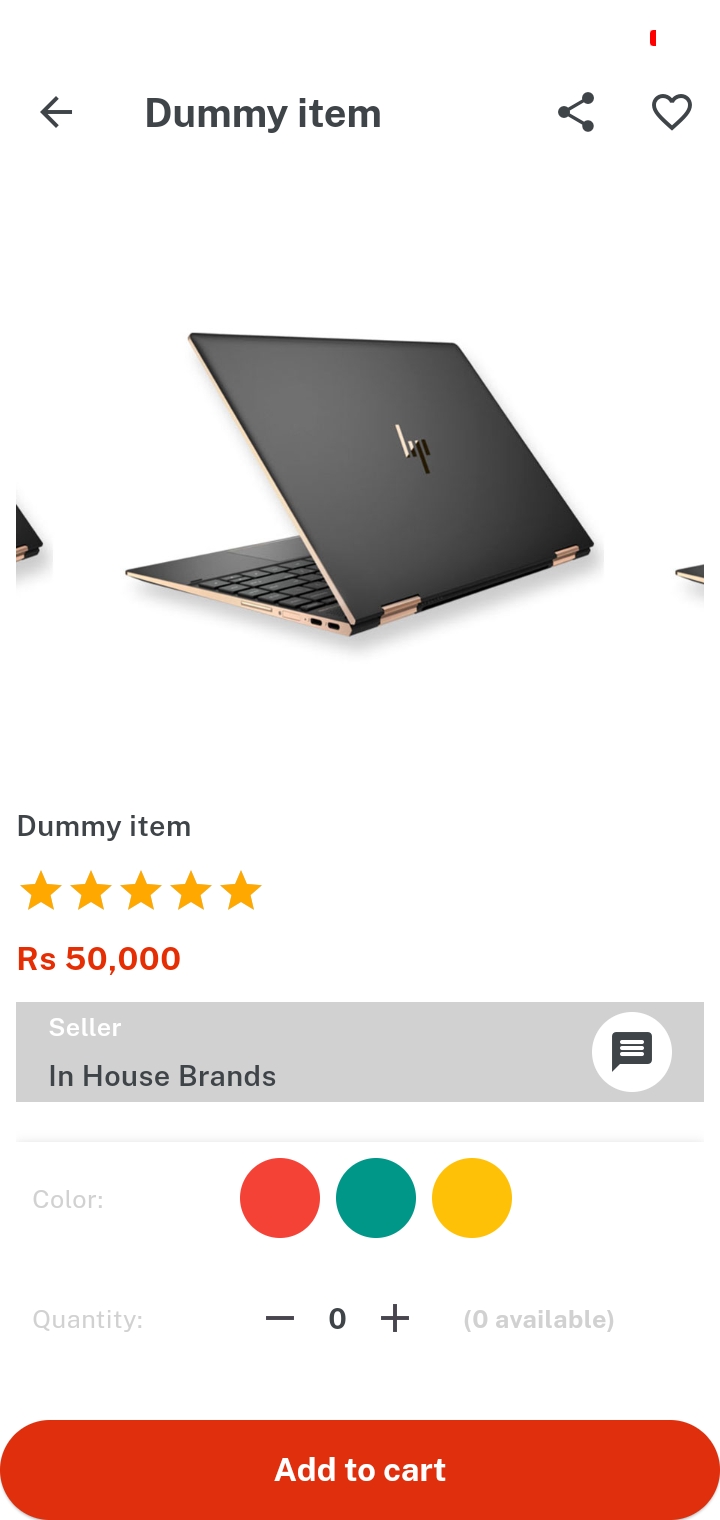 Dummy item
hp
Dummy item
Rs 50,000
Seller
In House Brands
Color:
Quantity:
0
(0 available)
Add to cart